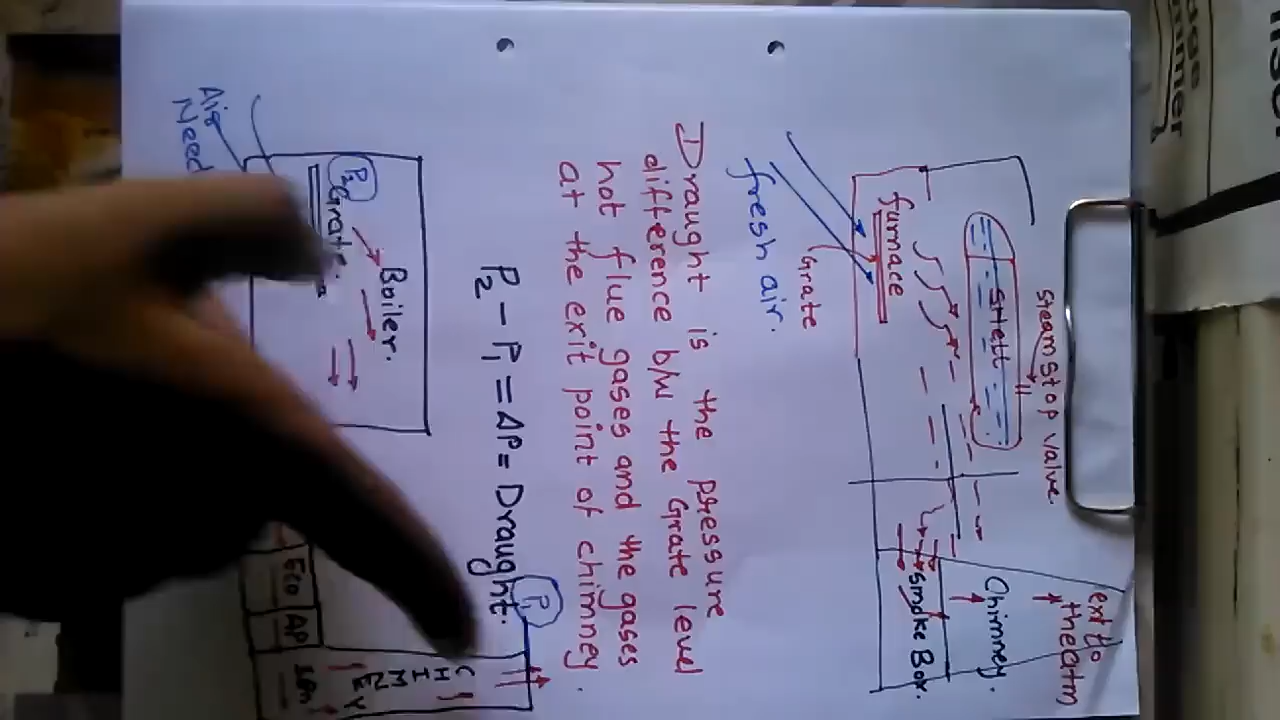 steam stop valve
Shell
furnace
Grate
fresh air.
ext to
the atm
Chimney.
smoke Box.
Draught is the pressure
difference b/w the Grate level
hot flue gases and the gases
at the exit point of chimney.
P2 - P1 = ΔP = Draught.
P1
Boiler.
P2
Grate.
Air
Need
Eco
AP
CHIMNEY